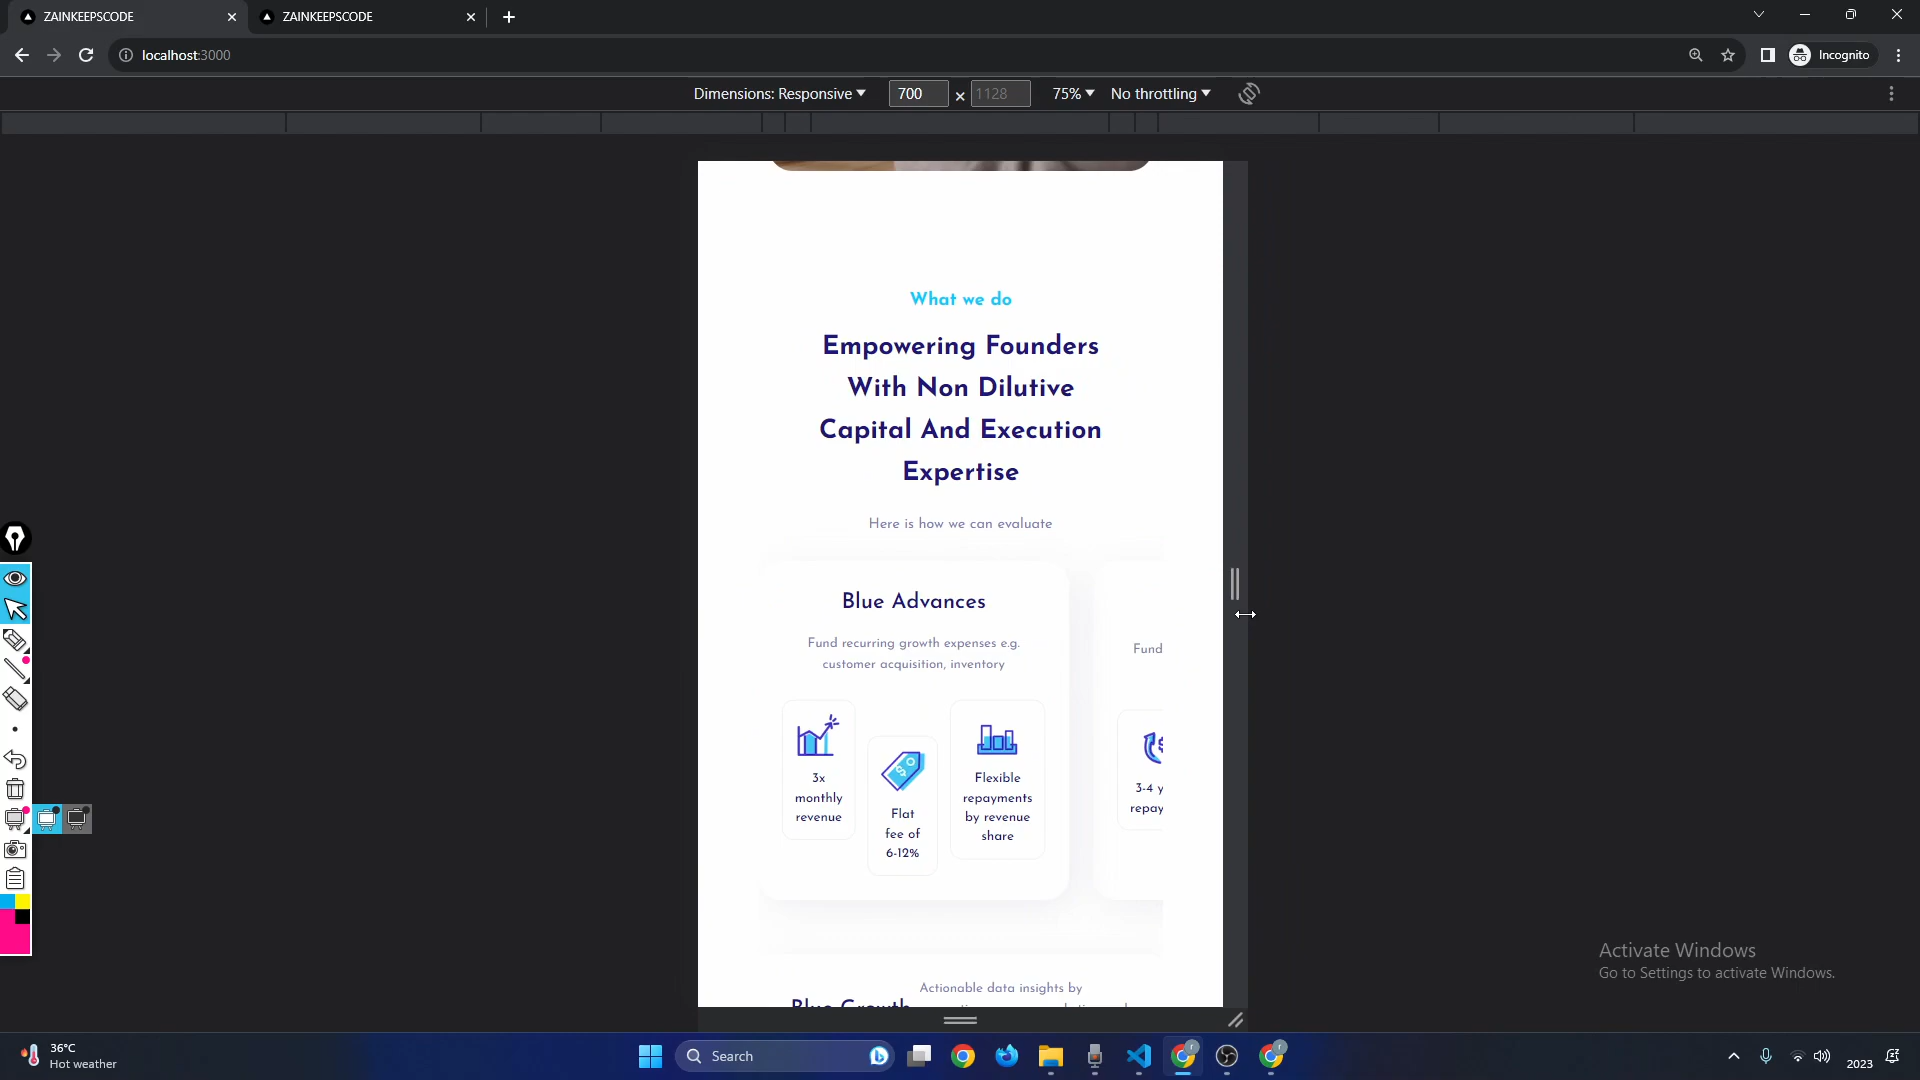 ZAINKEEPSCODE
ZAINKEEPSCODE
localhost:3000
Incognito
Dimensions: Responsive
700
×
1128
75%
No throttling
What we do
Empowering Founders
With Non Dilutive
Capital And Execution
Expertise
Here is how we can evaluate
Blue Advances
Fund recurring growth expenses e.g.
customer acquisition, inventory
3x
monthly
revenue
Flat
fee of
6-12%
Flexible
repayments
by revenue
share
Fund
3-4 y
repay
Actionable data insights by
Blue Growth
Activate Windows
Go to Settings to activate Windows.
36°C
Hot weather
Search
2023